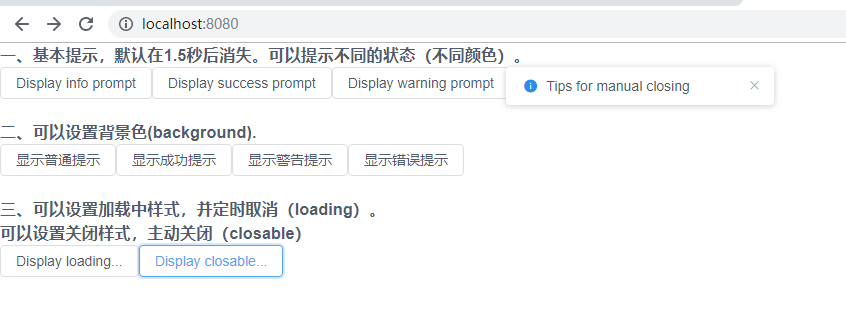 localhost:8080
一、基本提示，默认在1.5秒后消失。可以提示不同的状态（不同颜色）。
Display info prompt Display success prompt Display warning prompt Tips for manual closing
二、可以设置背景色(background).
显示普通提示 显示成功提示 显示警告提示 显示错误提示
三、可以设置加载中样式，并定时取消（loading）。
可以设置关闭样式，主动关闭（closable）
Display loading... Display closable...